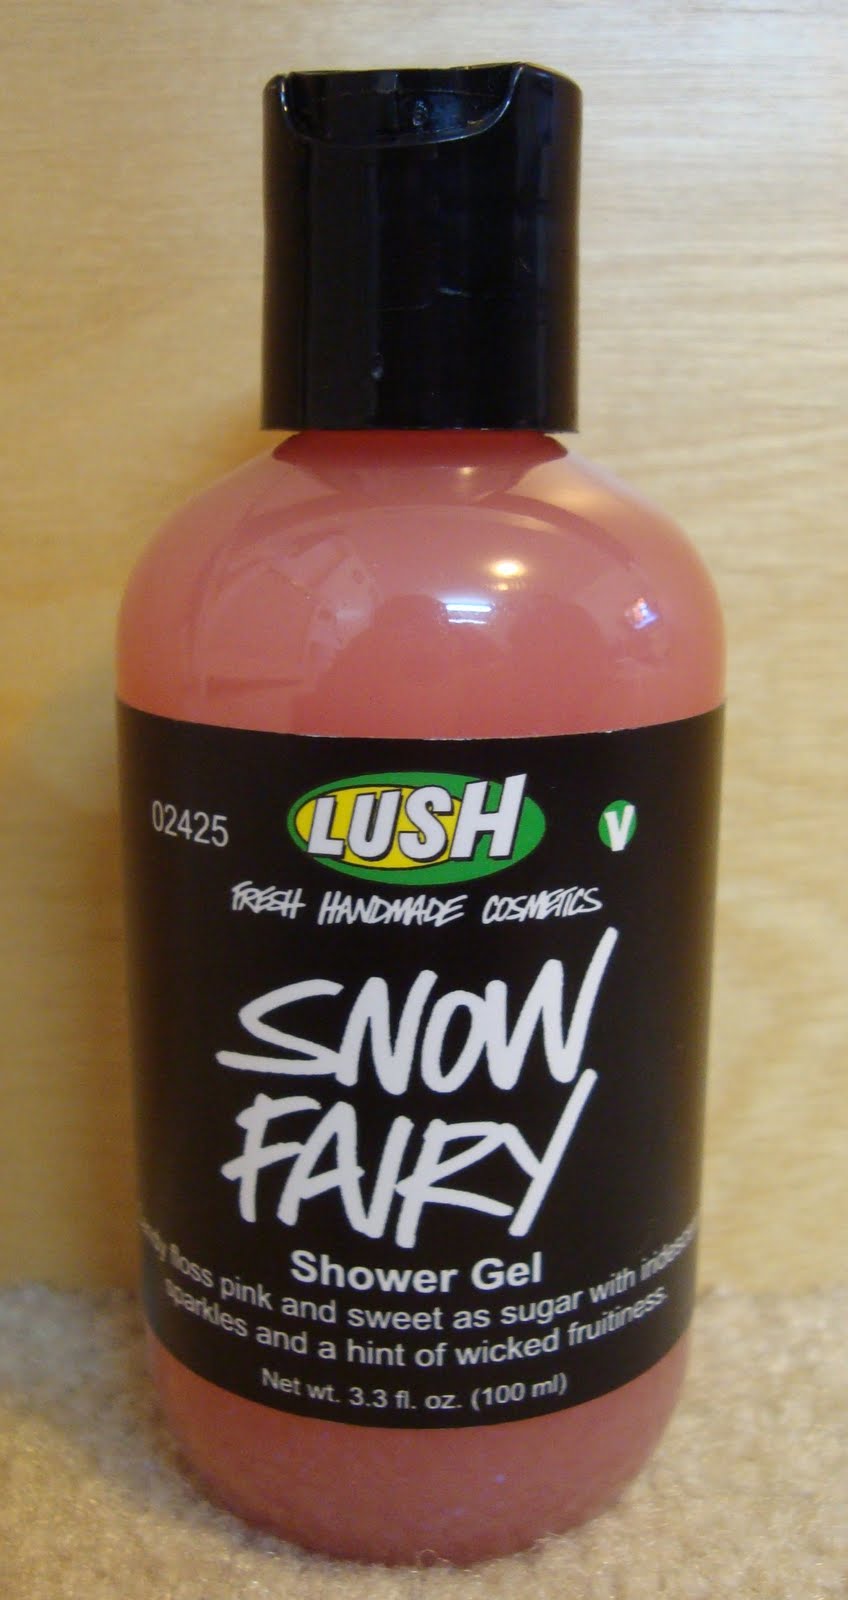 02425
LUSH
V
FRESH HANDMADE COSMETICS
SNOW
FAIRY
Shower Gel
floss pink and sweet as sugar with
sparkles and a hint of wicked fruitiness.
Net wt. 3.3 fl. oz. (100 ml)